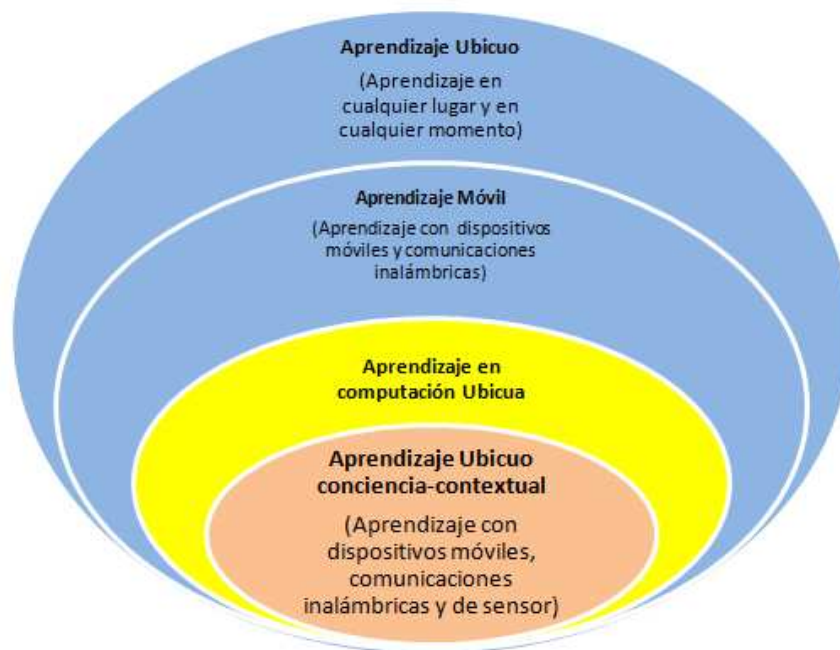 Aprendizaje Ubicuo
(Aprendizaje en
cualquier lugar y en
cualquier momento)
Aprendizaje Móvil
(Aprendizaje con dispositivos
móviles y comunicaciones
inalámbricas)
Aprendizaje en
computación Ubicua
Aprendizaje Ubicuo
conciencia-contextual
(Aprendizaje con
dispositivos móviles,
comunicaciones
inalámbricas y de sensor)